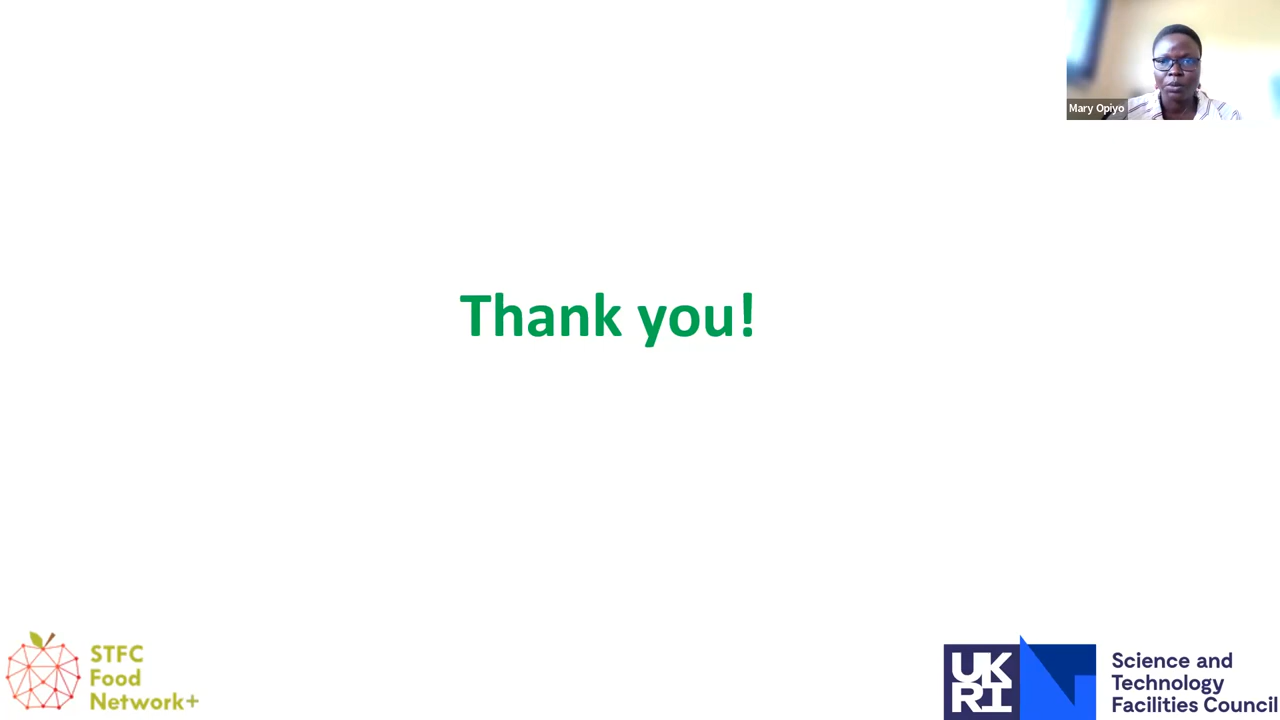 Mary Opiyo
Thank you!
STFC
Food
Network+
UK
RI
Science and
Technology
Facilities Council